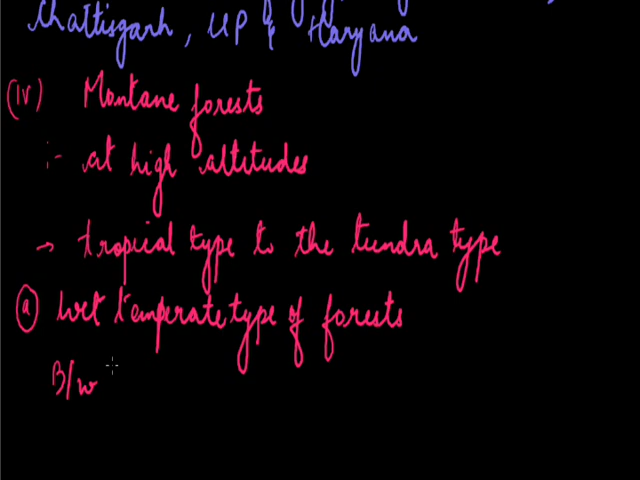 Chattisgarh, UP & Haryana
(iv) Montane forests
:- at high altitudes
→ tropical type to the tundra type
(a) Wet temperate type of forests
B/w